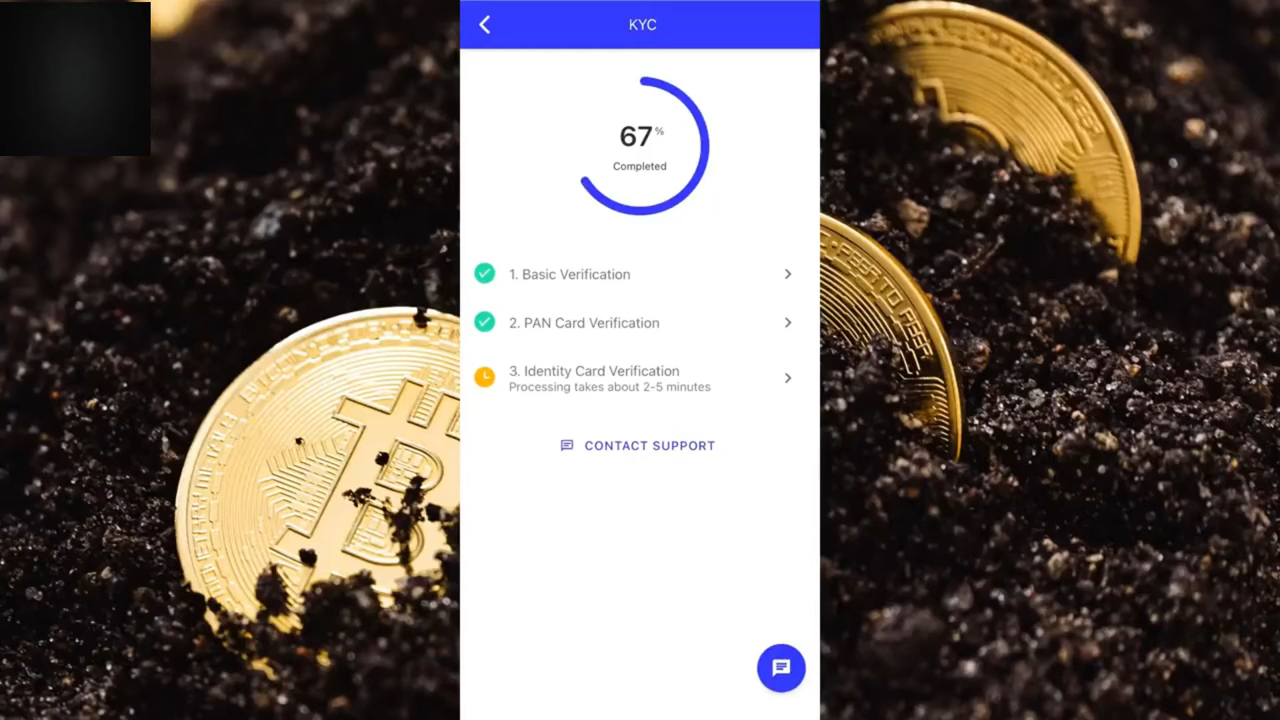 KYC
67%
Completed
1. Basic Verification
2. PAN Card Verification
3. Identity Card Verification
Processing takes about 2-5 minutes
CONTACT SUPPORT